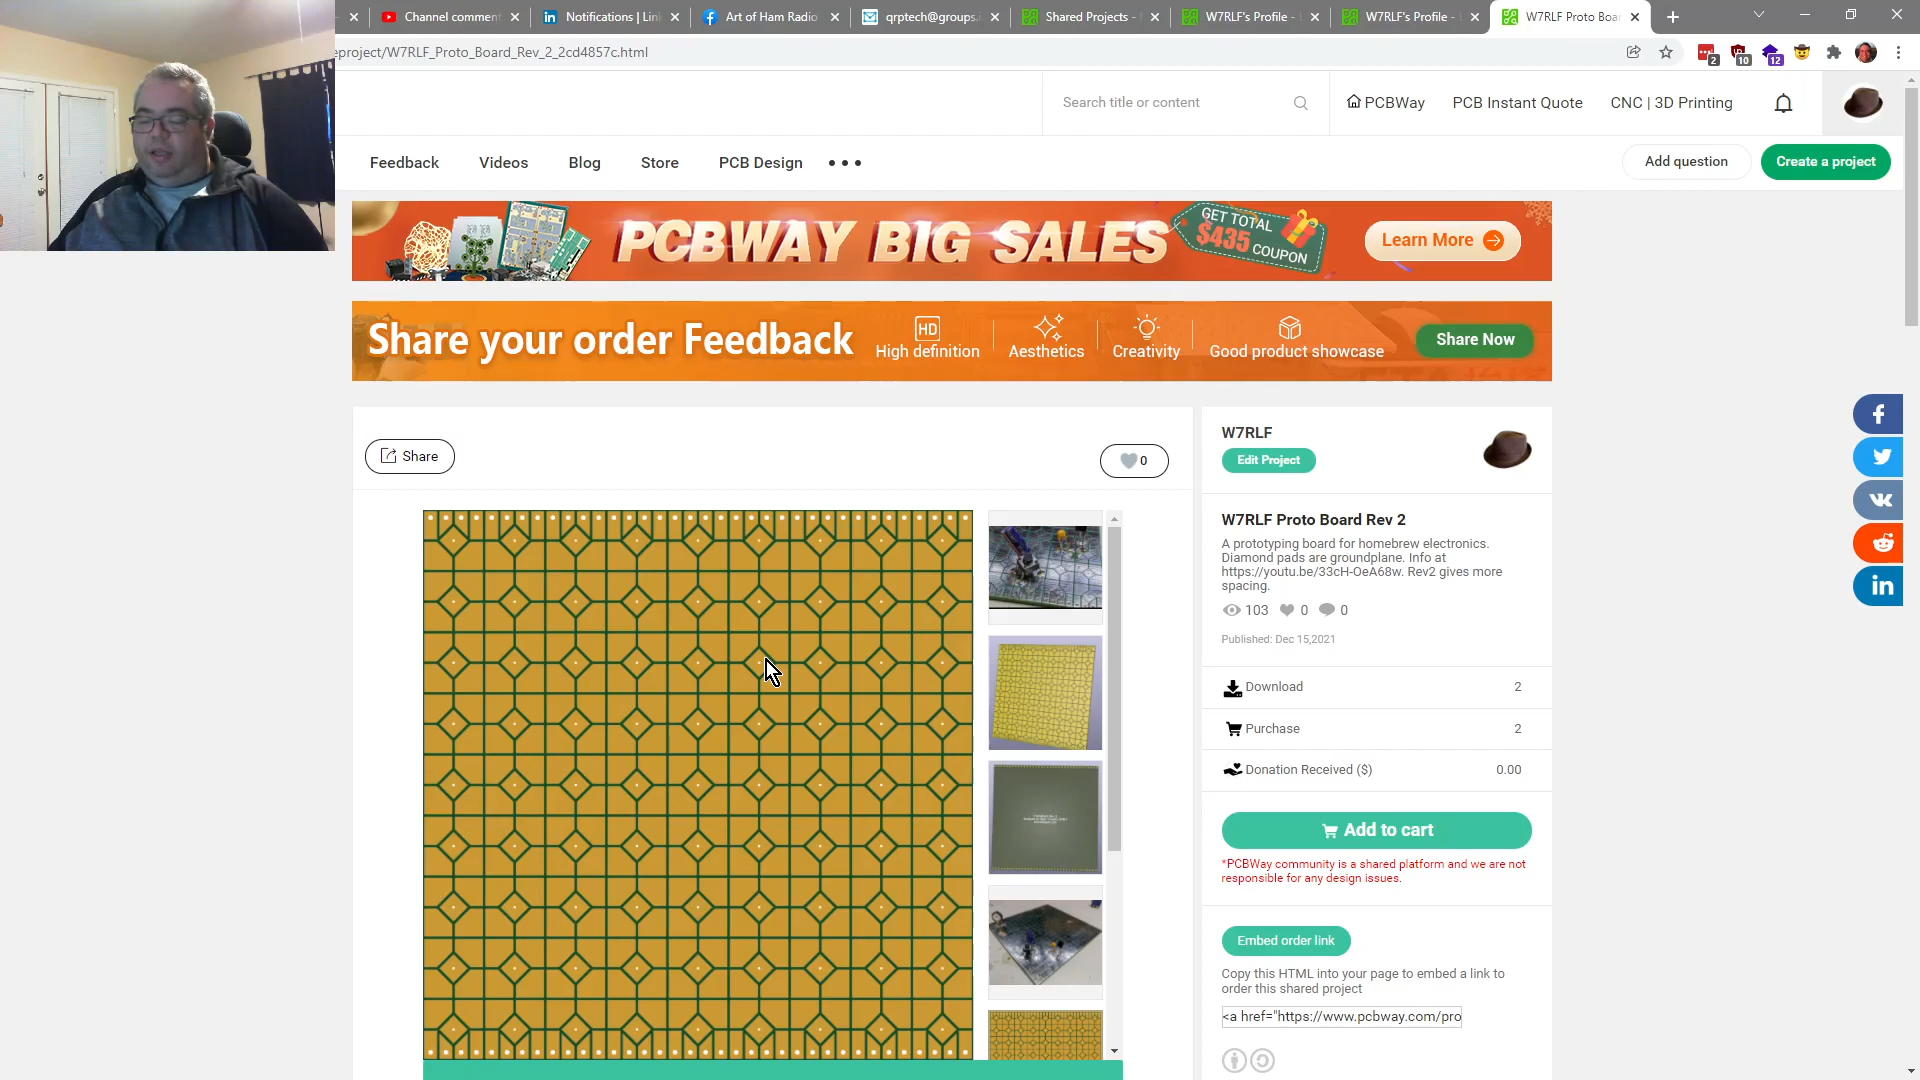 Channel comment
Notifications | Lin
Art of Ham Radio
qrptech@groups.
Shared Projects -
W7RLF's Profile -
W7RLF's Profile -
W7RLF Proto Boar
eproject/W7RLF_Proto_Board_Rev_2_2cd4857c.html
2
10
12
Search title or content
PCBWay
PCB Instant Quote
CNC | 3D Printing
Feedback
Videos
Blog
Store
PCB Design
Add question
Create a project
PCBWAY BIG SALES
GET TOTAL
$435
COUPON
Learn More
Share your order Feedback
HD
High definition
Aesthetics
Creativity
Good product showcase
Share Now
Share
0
W7RLF
Edit Project
W7RLF Proto Board Rev 2
A prototyping board for homebrew electronics.
Diamond pads are groundplane. Info at
https://youtu.be/33cH-OeA68w. Rev2 gives more
spacing.
103 0 0
Published: Dec 15,2021
Download 2
Purchase 2
Donation Received ($) 0.00
Add to cart
*PCBWay community is a shared platform and we are not
responsible for any design issues.
Embed order link
Copy this HTML into your page to embed a link to
order this shared project
<a href="https://www.pcbway.com/pro